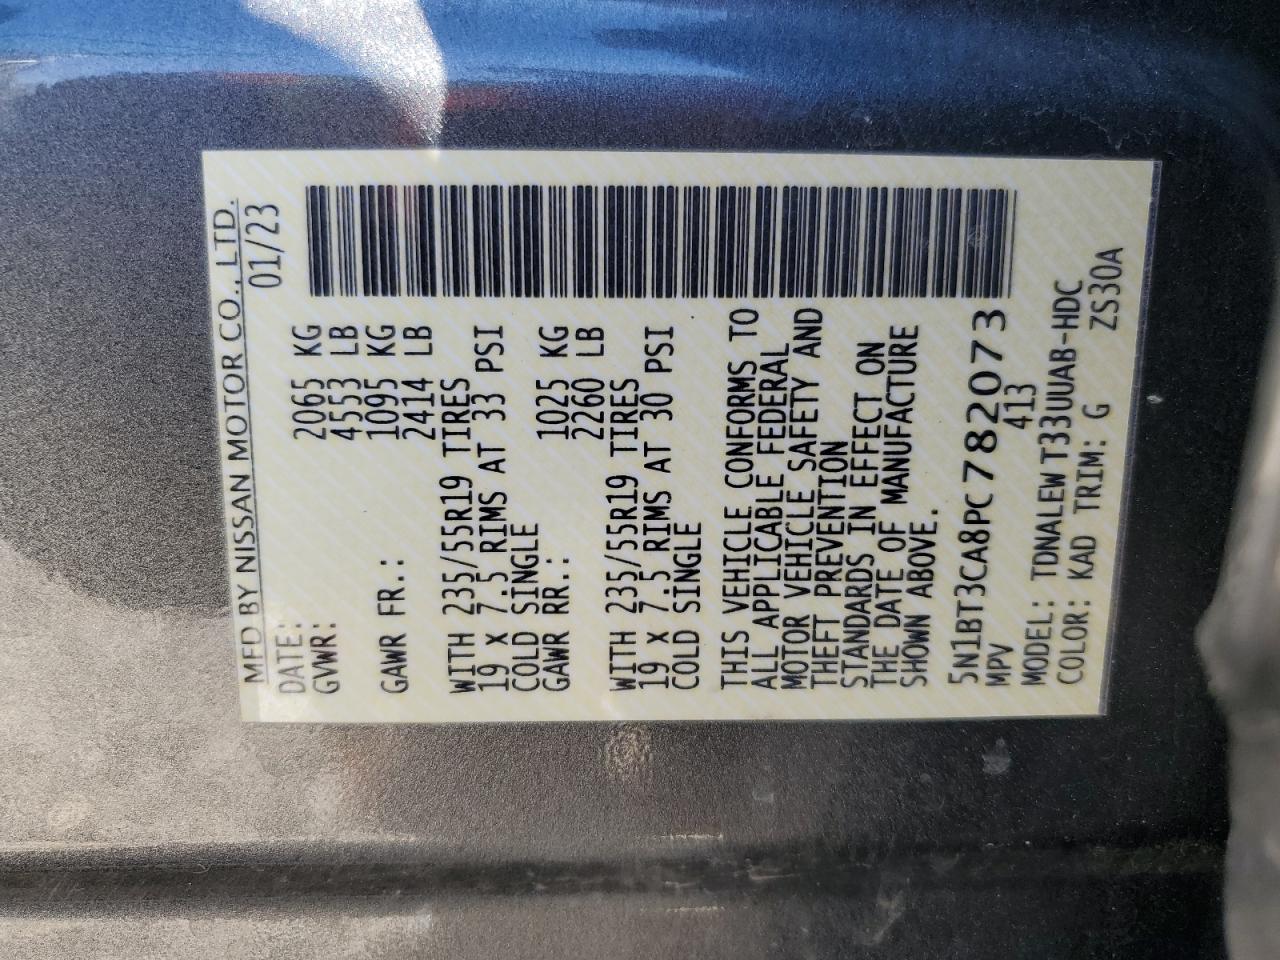 MFD BY NISSAN MOTOR CO., LTD.
DATE: 01/23
GVWR: 2065 KG
4553 LB
GAWR FR.: 1095 KG
2414 LB
WITH 235/55R19 TIRES
19 X 7.5 RIMS AT 33 PSI
COLD SINGLE
GAWR RR.: 1025 KG
2260 LB
WITH 235/55R19 TIRES
19 X 7.5 RIMS AT 30 PSI
COLD SINGLE
THIS VEHICLE CONFORMS TO
ALL APPLICABLE FEDERAL
MOTOR VEHICLE SAFETY AND
THEFT PREVENTION
STANDARDS IN EFFECT ON
THE DATE OF MANUFACTURE
SHOWN ABOVE.
5N1BT3CA8PC782073
MPV 413
MODEL: TDNALEW T33UUAB-HDC
COLOR: KAD TRIM: G ZS30A